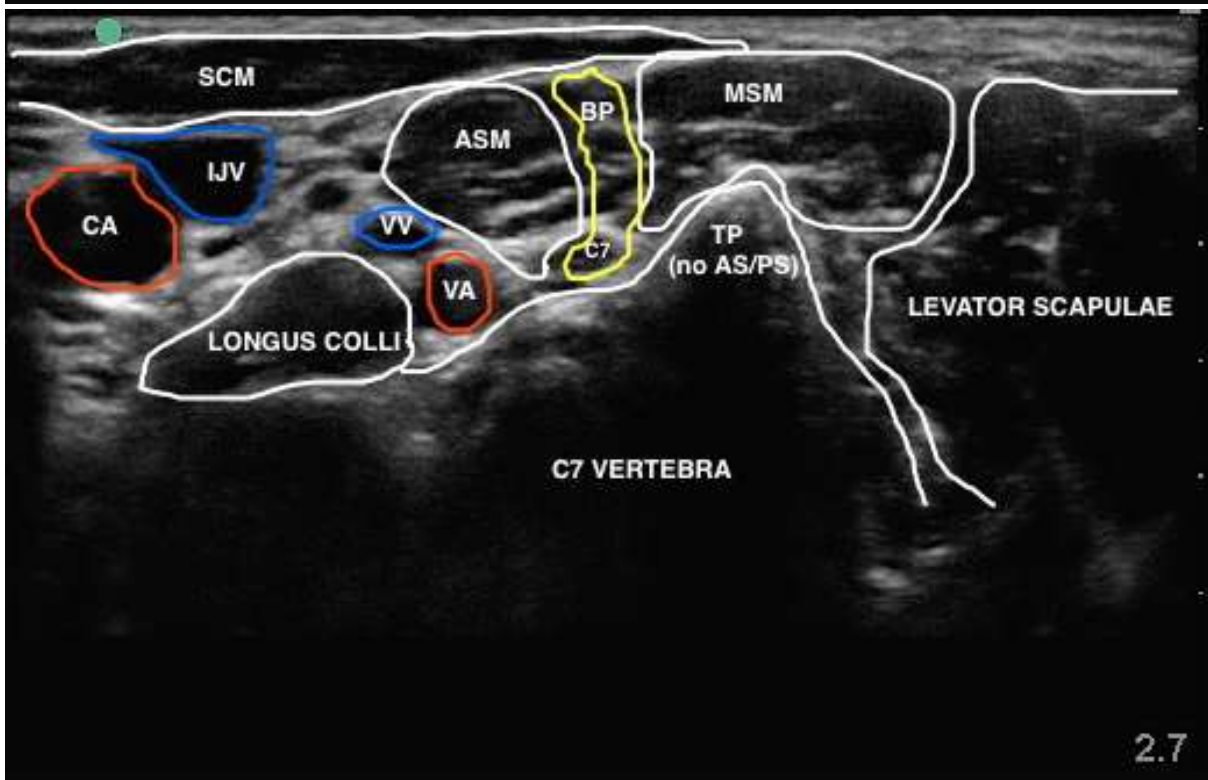 SCM
MSM
BP
ASM
IJV
CA
VV
TP
(no AS/PS)
C7
VA
LEVATOR SCAPULAE
LONGUS COLLI
C7 VERTEBRA
2.7